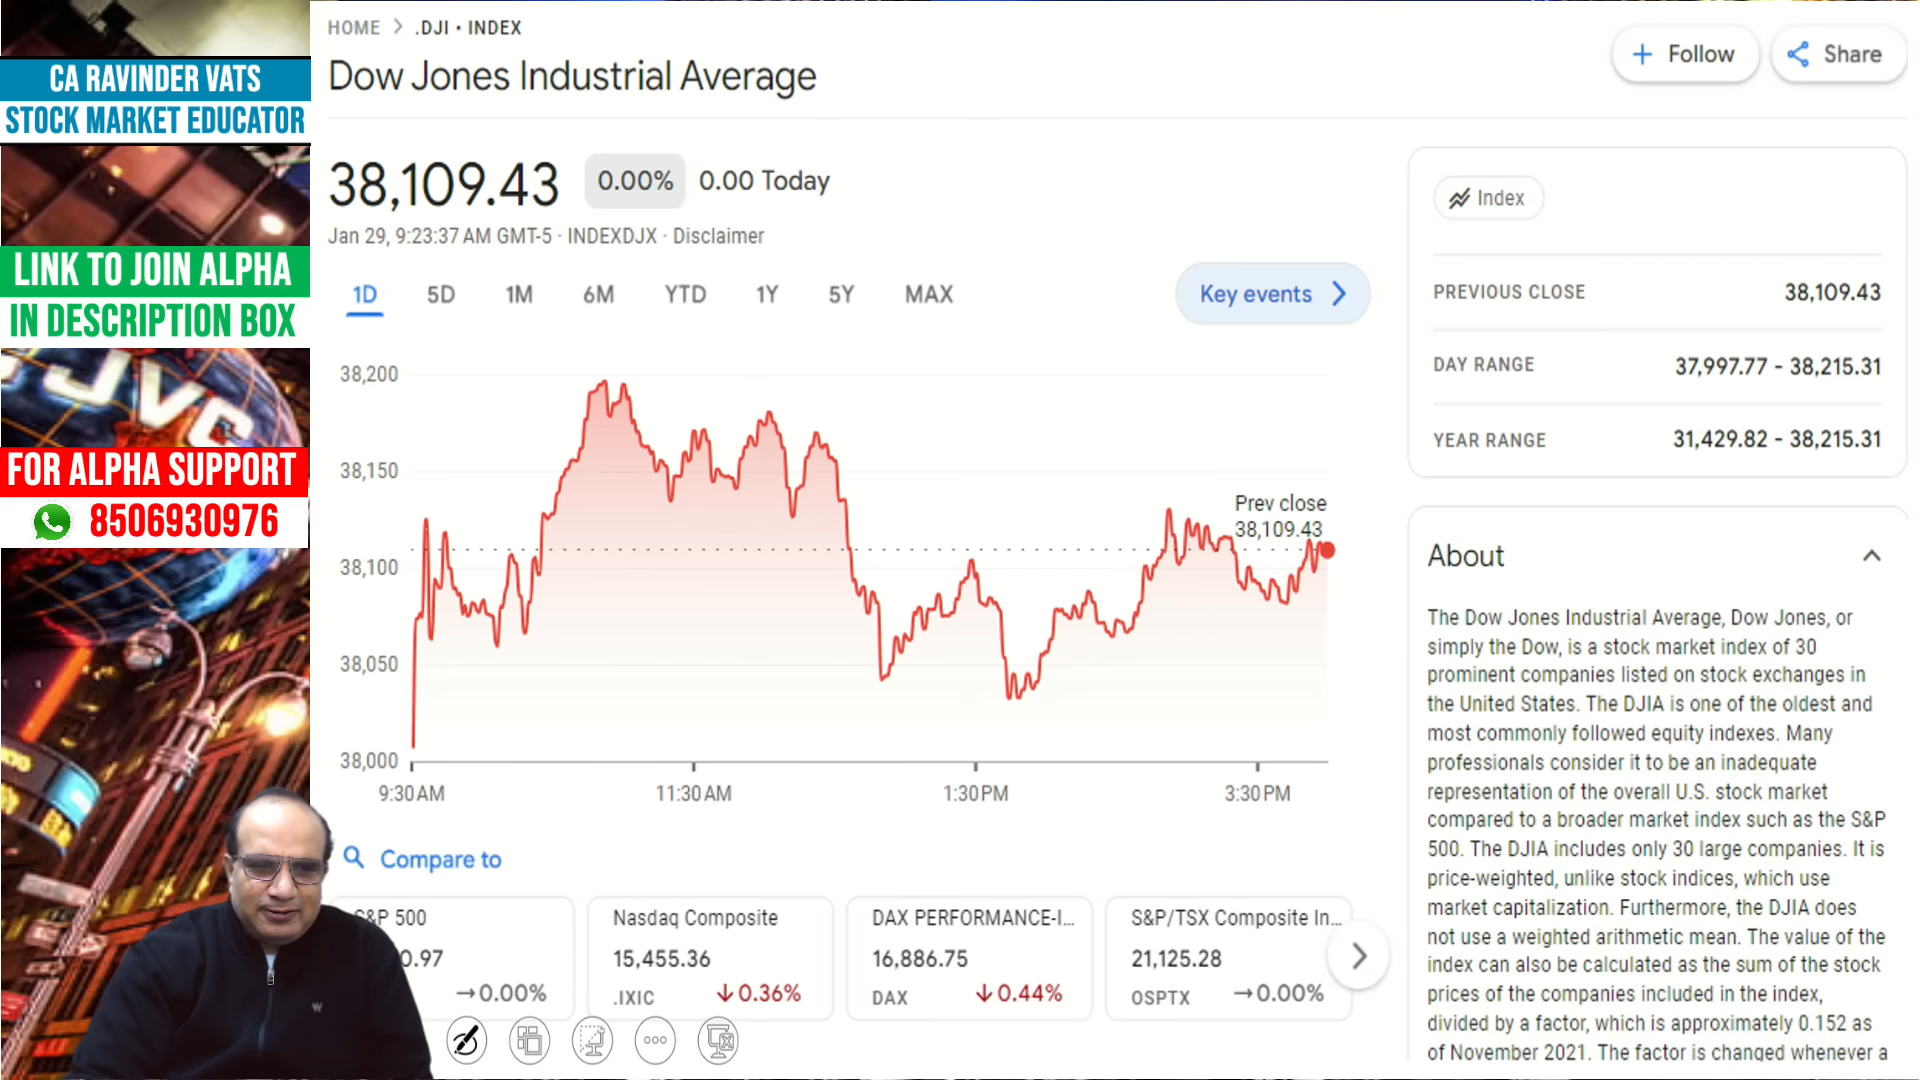 CA RAVINDER VATS
STOCK MARKET EDUCATOR
LINK TO JOIN ALPHA
IN DESCRIPTION BOX
JVC
FOR ALPHA SUPPORT
8506930976
HOME > .DJI • INDEX
Dow Jones Industrial Average
+ Follow
Share
38,109.43 0.00% 0.00 Today
Jan 29, 9:23:37 AM GMT-5 · INDEXDJX · Disclaimer
1D 5D 1M 6M YTD 1Y 5Y MAX
Key events
38,200
38,150
38,100
38,050
38,000
Prev close
38,109.43
9:30 AM 11:30 AM 1:30 PM 3:30 PM
Compare to
S&P 500
0.97
→0.00%
Nasdaq Composite
15,455.36
.IXIC ↓0.36%
DAX PERFORMANCE-I...
16,886.75
DAX ↓0.44%
S&P/TSX Composite In...
21,125.28
OSPTX →0.00%
Index
PREVIOUS CLOSE 38,109.43
DAY RANGE 37,997.77 - 38,215.31
YEAR RANGE 31,429.82 - 38,215.31
About
The Dow Jones Industrial Average, Dow Jones, or
simply the Dow, is a stock market index of 30
prominent companies listed on stock exchanges in
the United States. The DJIA is one of the oldest and
most commonly followed equity indexes. Many
professionals consider it to be an inadequate
representation of the overall U.S. stock market
compared to a broader market index such as the S&P
500. The DJIA includes only 30 large companies. It is
price-weighted, unlike stock indices, which use
market capitalization. Furthermore, the DJIA does
not use a weighted arithmetic mean. The value of the
index can also be calculated as the sum of the stock
prices of the companies included in the index,
divided by a factor, which is approximately 0.152 as
of November 2021. The factor is changed whenever a